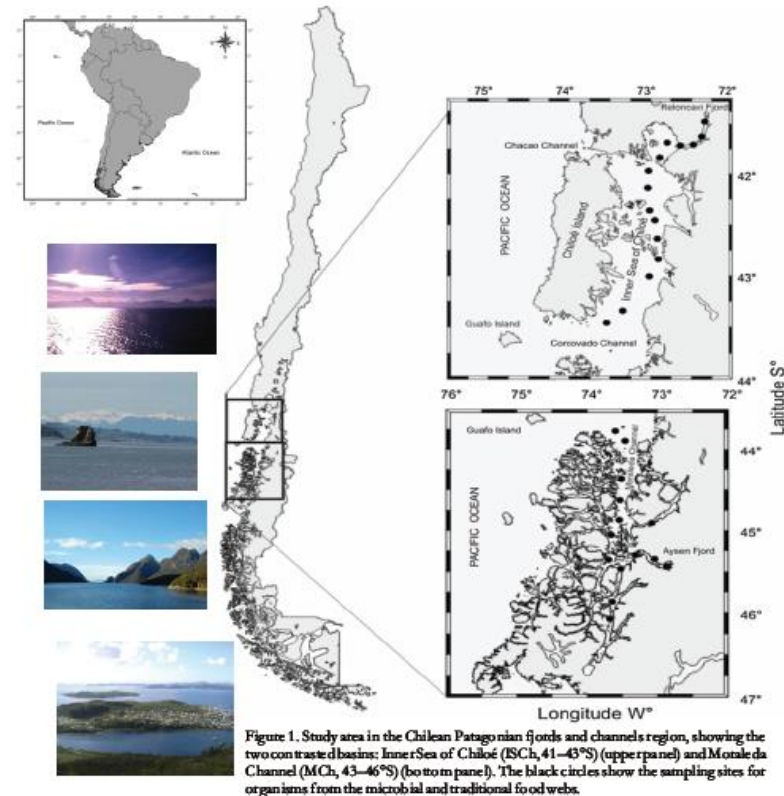 Pacific Ocean
Atlantic Ocean
75°
74°
73°
72°
Reloncaví Fjord
Chacao Channel
42°
PACIFIC OCEAN
Chiloé Island
Inner Sea of Chiloé
43°
Guafo Island
Corcovado Channel
44°
76°
75°
74°
73°
72°
Latitude S°
Guafo Island
44°
Channel
PACIFIC OCEAN
45°
Aysen Fjord
46°
47°
Longitude W°
Figure 1. Study area in the Chilean Patagonian fjords and channels region, showing the
two contrasted basins: Inner Sea of Chiloé (ISCh, 41–43°S) (upper panel) and Moraleda
Channel (MCh, 43–46°S) (bottom panel). The black circles show the sampling sites for
organisms from the microbial and traditional food webs.